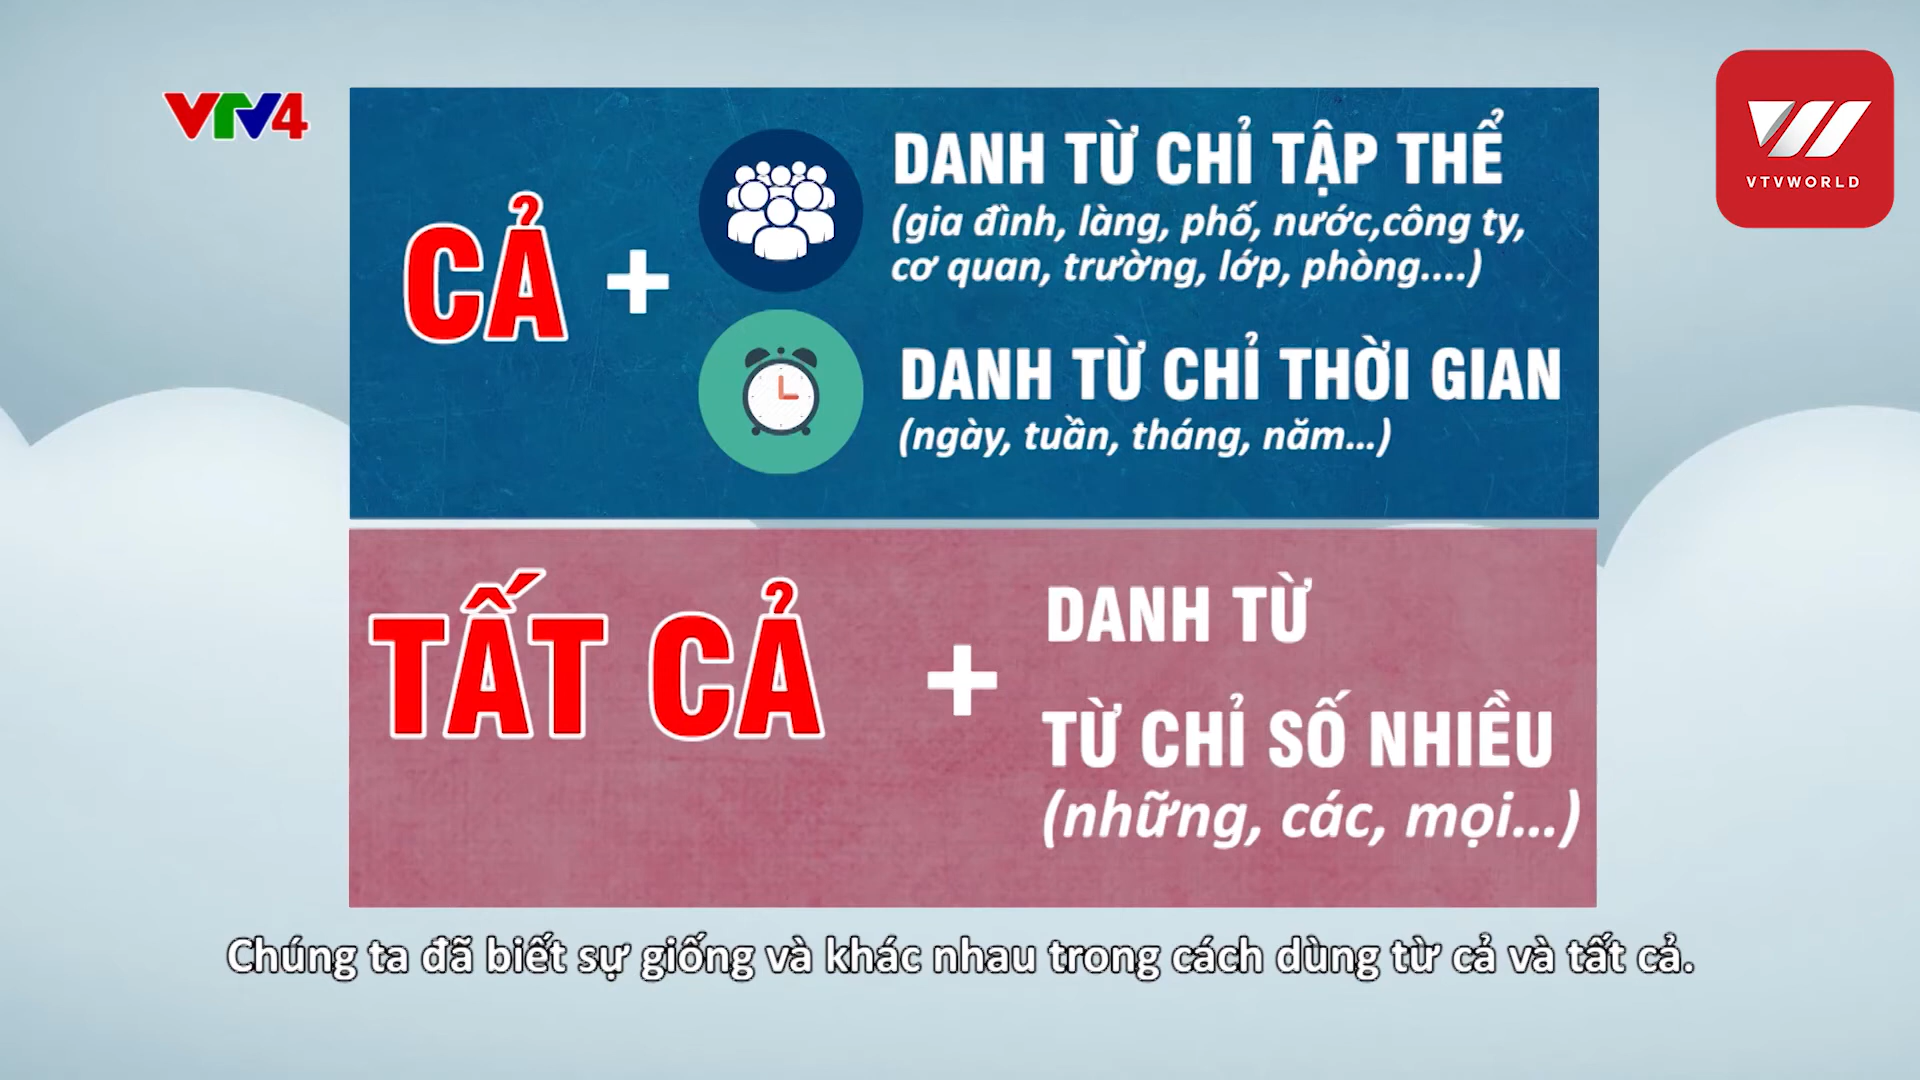 VTV4
VTVWORLD
CẢ +
DANH TỪ CHỈ TẬP THỂ
(gia đình, làng, phố, nước,công ty,
cơ quan, trường, lớp, phòng....)
DANH TỪ CHỈ THỜI GIAN
(ngày, tuần, tháng, năm...)
TẤT CẢ +
DANH TỪ
TỪ CHỈ SỐ NHIỀU
(những, các, mọi...)
Chúng ta đã biết sự giống và khác nhau trong cách dùng từ cả và tất cả.